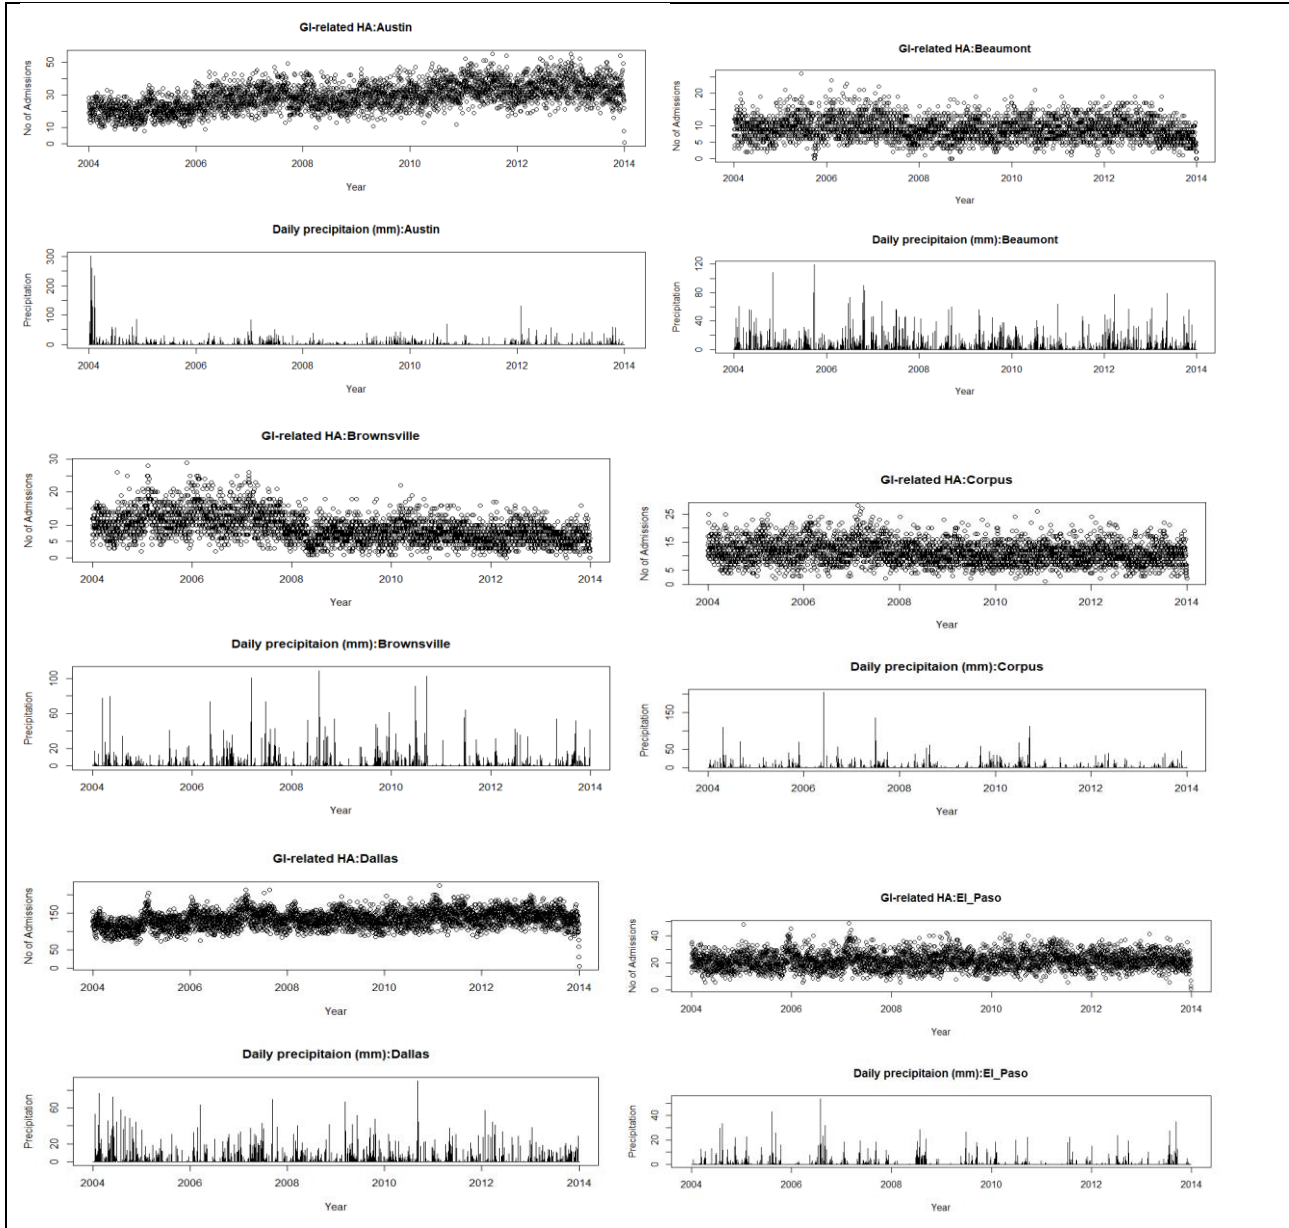 GI-related HA:Austin
No of Admissions
0 10 30 50
2004 2006 2008 2010 2012 2014
Year
GI-related HA:Beaumont
No of Admissions
0 5 10 20
2004 2006 2008 2010 2012 2014
Year
Daily precipitaion (mm):Austin
Precipitation
0 100 200 300
2004 2006 2008 2010 2012 2014
Year
Daily precipitaion (mm):Beaumont
Precipitation
0 40 80 120
2004 2006 2008 2010 2012 2014
Year
GI-related HA:Brownsville
No of Admissions
0 5 10 20 30
2004 2006 2008 2010 2012 2014
Year
GI-related HA:Corpus
No of Admissions
0 5 15 25
2004 2006 2008 2010 2012 2014
Year
Daily precipitaion (mm):Brownsville
Precipitation
0 20 60 100
2004 2006 2008 2010 2012 2014
Year
Daily precipitaion (mm):Corpus
Precipitation
0 50 150
2004 2006 2008 2010 2012 2014
Year
GI-related HA:Dallas
No of Admissions
0 50 150
2004 2006 2008 2010 2012 2014
Year
GI-related HA:El_Paso
No of Admissions
0 20 40
2004 2006 2008 2010 2012 2014
Year
Daily precipitaion (mm):Dallas
Precipitation
0 20 60
2004 2006 2008 2010 2012 2014
Year
Daily precipitaion (mm):El_Paso
Precipitation
0 20 40
2004 2006 2008 2010 2012 2014
Year